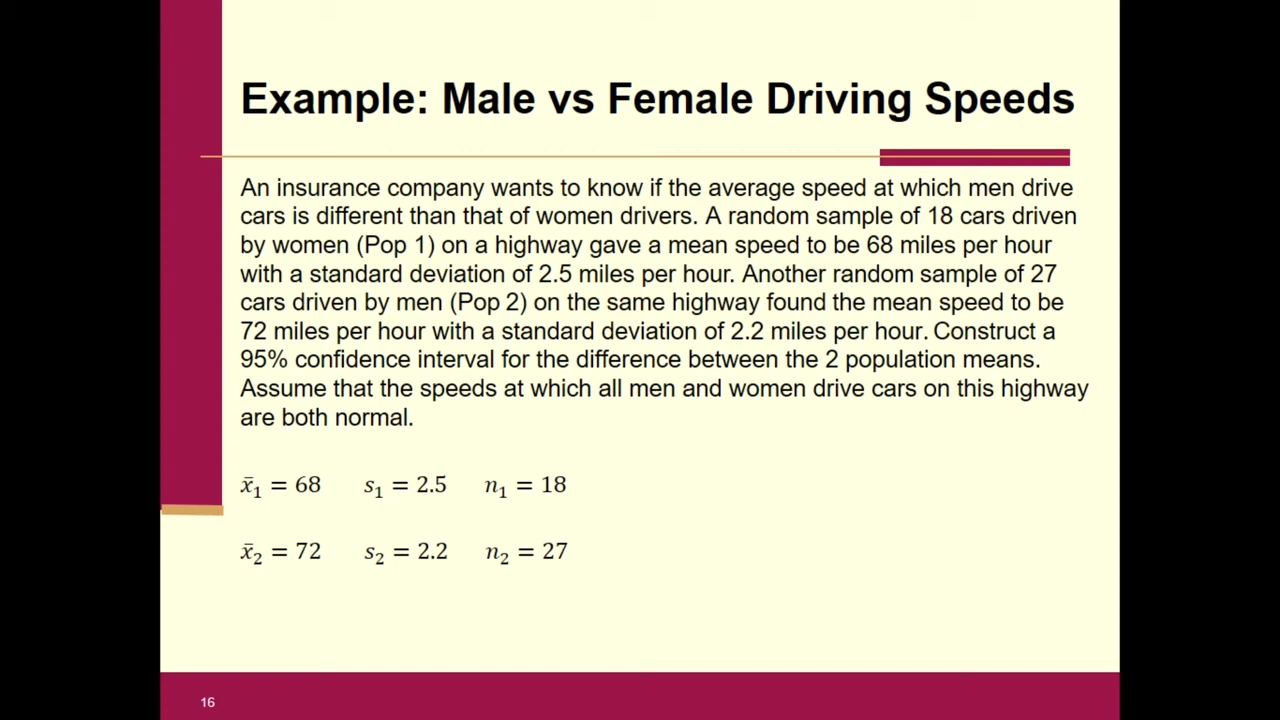 Example: Male vs Female Driving Speeds
An insurance company wants to know if the average speed at which men drive
cars is different than that of women drivers. A random sample of 18 cars driven
by women (Pop 1) on a highway gave a mean speed to be 68 miles per hour
with a standard deviation of 2.5 miles per hour. Another random sample of 27
cars driven by men (Pop 2) on the same highway found the mean speed to be
72 miles per hour with a standard deviation of 2.2 miles per hour. Construct a
95% confidence interval for the difference between the 2 population means.
Assume that the speeds at which all men and women drive cars on this highway
are both normal.
x̄₁ = 68 s₁ = 2.5 n₁ = 18
x̄₂ = 72 s₂ = 2.2 n₂ = 27
16